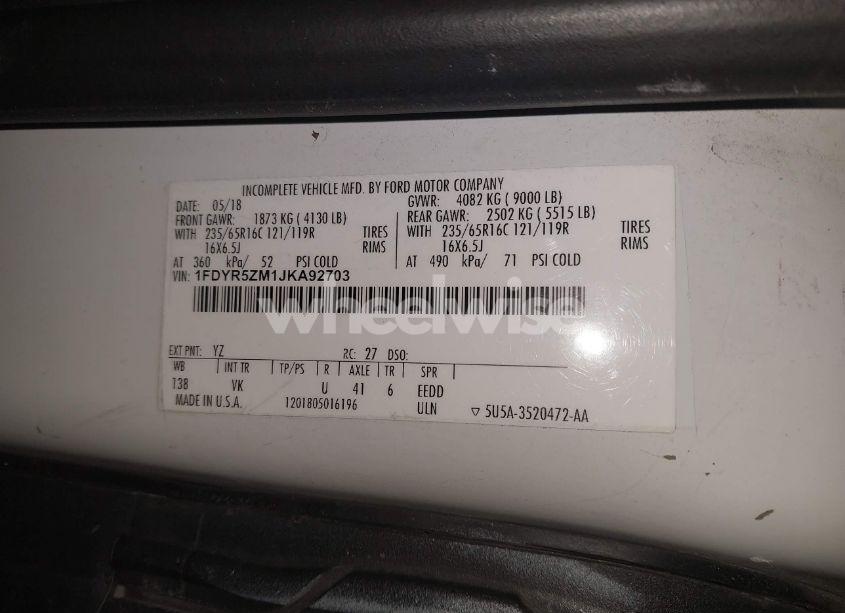 INCOMPLETE VEHICLE MFD. BY FORD MOTOR COMPANY
DATE: 05/18 GVWR: 4082 KG ( 9000 LB)
FRONT GAWR: 1873 KG ( 4130 LB) REAR GAWR: 2502 KG ( 5515 LB)
WITH 235/65R16C 121/119R TIRES WITH 235/65R16C 121/119R TIRES
16X6.5J RIMS 16X6.5J RIMS
AT 360 kPa/ 52 PSI COLD AT 490 kPa/ 71 PSI COLD
VIN: 1FDYR5ZM1JKA92703
wheelwise
EXT PNT: YZ RC: 27 DSO:
WB INT TR TP/PS R AXLE TR SPR
138 VK U 41 6 EEDD
MADE IN U.S.A. 1201805016196 ULN ▽ 5U5A-3520472-AA